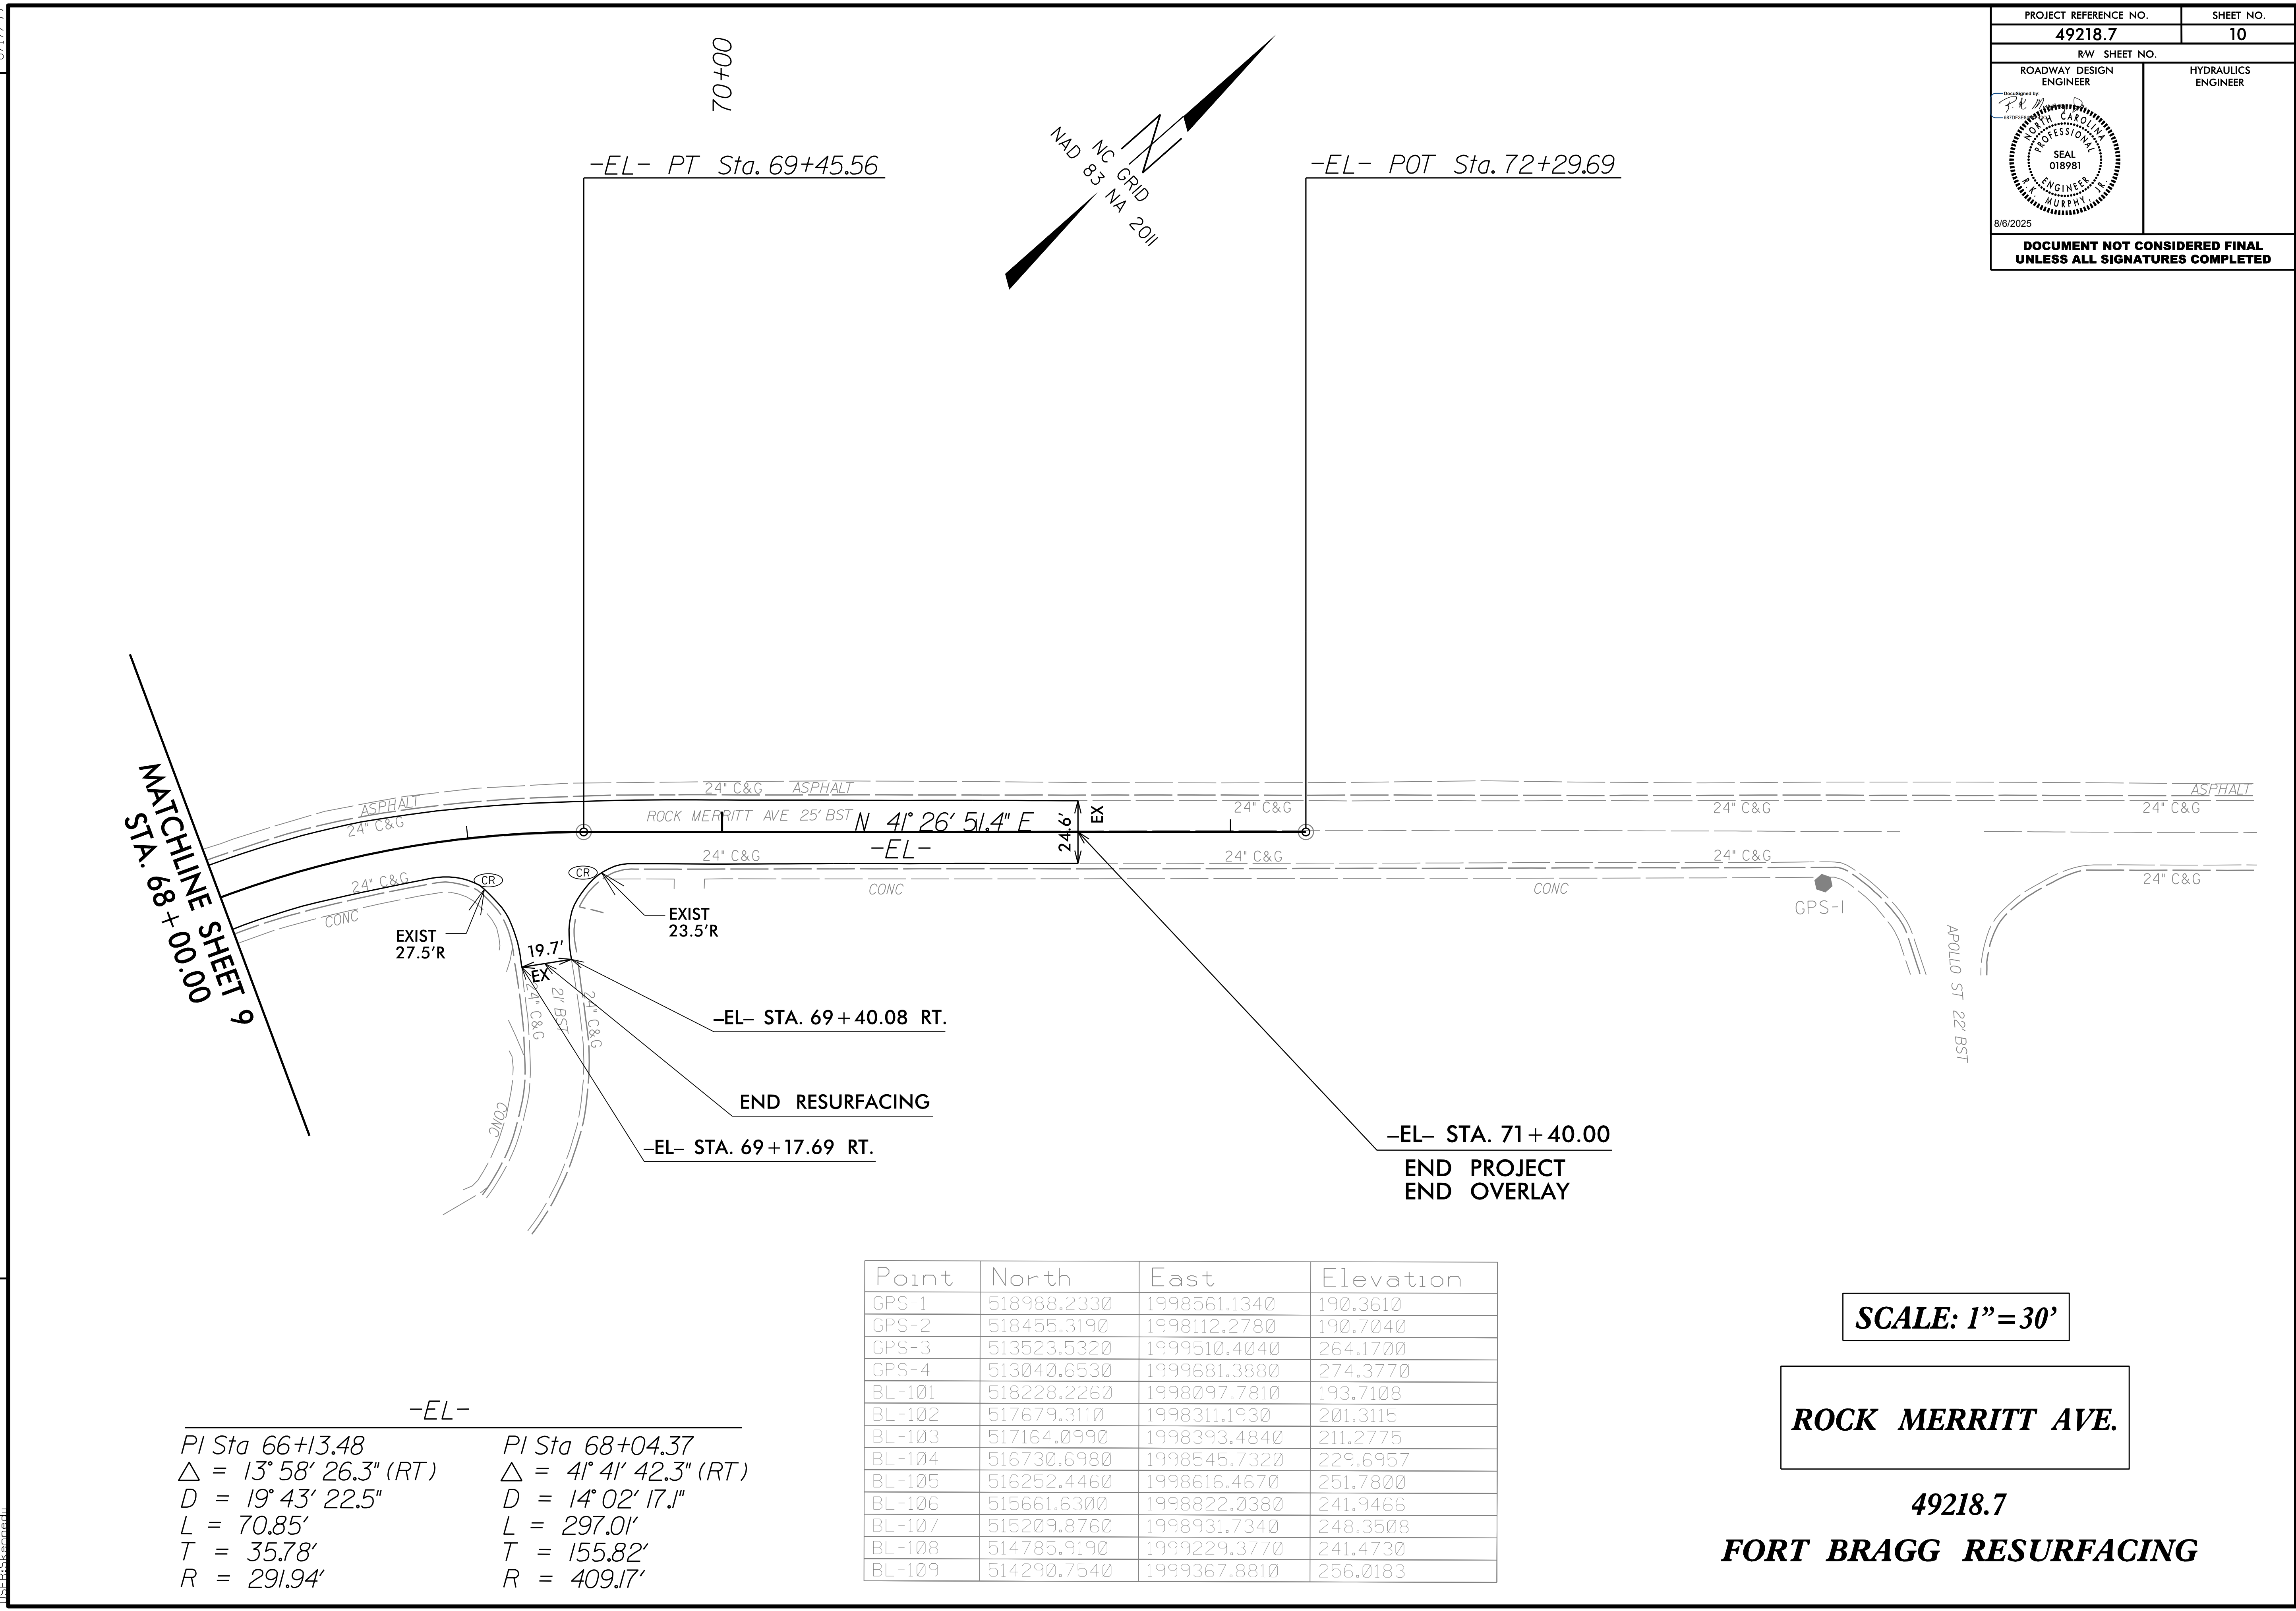 PROJECT REFERENCE NO. SHEET NO.
49218.7 10
R/W SHEET NO.
ROADWAY DESIGN ENGINEER
HYDRAULICS ENGINEER
DocuSigned by:
NORTH CAROLINA
PROFESSIONAL
SEAL
018981
ENGINEER
R. K. MURPHY, JR.
8/6/2025
DOCUMENT NOT CONSIDERED FINAL
UNLESS ALL SIGNATURES COMPLETED
70+00
-EL- PT Sta. 69+45.56
NC GRID
NAD 83 NA 2011
-EL- POT Sta. 72+29.69
MATCHLINE SHEET 9
STA. 68+00.00
ASPHALT
24" C&G
24" C&G
CONC
24" C&G ASPHALT
ROCK MERRITT AVE 25' BST
N 41° 26' 51.4" E
-EL-
24" C&G
CONC
24.6'
EX
24" C&G
24" C&G
24" C&G
24" C&G
CONC
ASPHALT
24" C&G
24" C&G
GPS-1
APOLLO ST 22' BST
CR
CR
EXIST
27.5'R
EXIST
23.5'R
19.7'
EX
24" C&G
21' BST
24" C&G
CONC
-EL- STA. 69+40.08 RT.
END RESURFACING
-EL- STA. 69+17.69 RT.
-EL- STA. 71+40.00
END PROJECT
END OVERLAY
Point North East Elevation
GPS-1 518988.2330 1998561.1340 190.3610
GPS-2 518455.3190 1998112.2780 190.7040
GPS-3 513523.5320 1999510.4040 264.1700
GPS-4 513040.6530 1999681.3880 274.3770
BL-101 518228.2260 1998097.7810 193.7108
BL-102 517679.3110 1998311.1930 201.3115
BL-103 517164.0990 1998393.4840 211.2775
BL-104 516730.6980 1998545.7320 229.6957
BL-105 516252.4460 1998616.4670 251.7800
BL-106 515661.6300 1998822.0380 241.9466
BL-107 515209.8760 1998931.7340 248.3508
BL-108 514785.9190 1999229.3770 241.4730
BL-109 514290.7540 1999367.8810 256.0183
-EL-
PI Sta 66+13.48
△ = 13° 58' 26.3" (RT)
D = 19° 43' 22.5"
L = 70.85'
T = 35.78'
R = 291.94'
PI Sta 68+04.37
△ = 41° 41' 42.3" (RT)
D = 14° 02' 17.1"
L = 297.01'
T = 155.82'
R = 409.17'
SCALE: 1"=30'
ROCK MERRITT AVE.
49218.7
FORT BRAGG RESURFACING